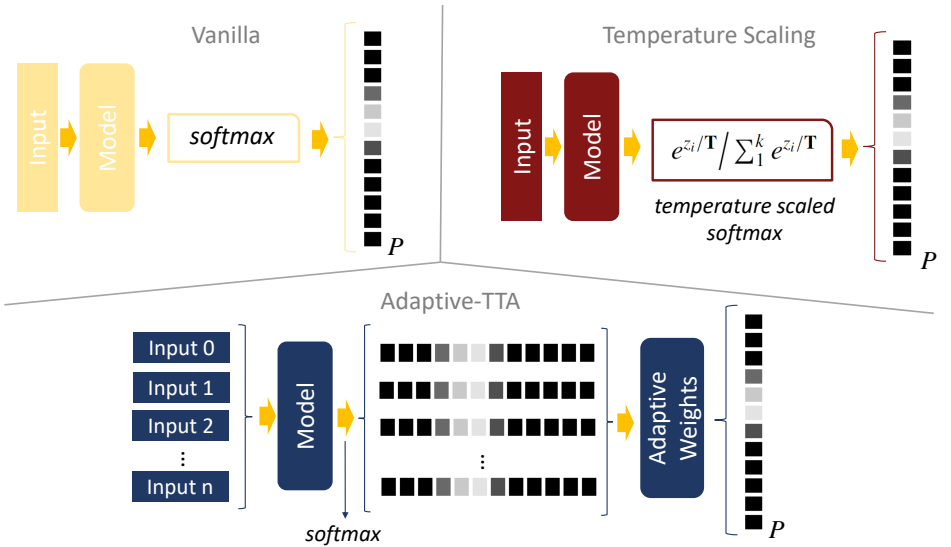 Vanilla
Input
Model
softmax
P
Temperature Scaling
Input
Model
e^{z_i/T} / ∑_1^k e^{z_i/T}
temperature scaled
softmax
P
Adaptive-TTA
Input 0
Input 1
Input 2
⋮
Input n
Model
softmax
⋮
Adaptive
Weights
P